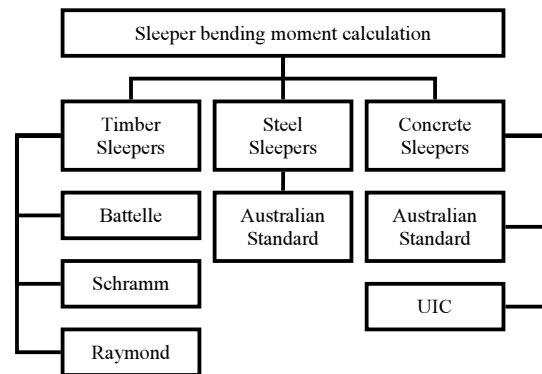 Sleeper bending moment calculation
Timber
Sleepers
Steel
Sleepers
Concrete
Sleepers
Battelle
Australian
Standard
Australian
Standard
Schramm
UIC
Raymond